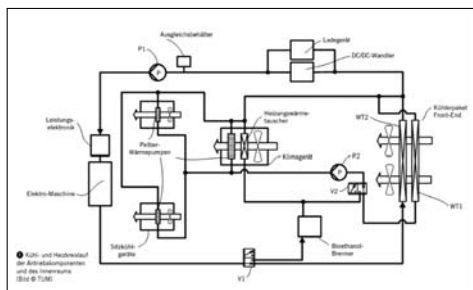 Ausgleichsbehälter
P1
Ladegerät
DC/DC-Wandler
Kühlerpaket
Front-End
WT2
Heizungswärme-
tauscher
Leistungs-
elektronik
Peltier-
Wärmepumpen
P2
Klimagerät
V2
Elektro-Maschine
WT1
Sitzkühl-
geräte
Bioethanol-
Brenner
V1
❶ Kühl- und Heizkreislauf
der Antriebskomponenten
und des Innenraums
(Bild © TUM)